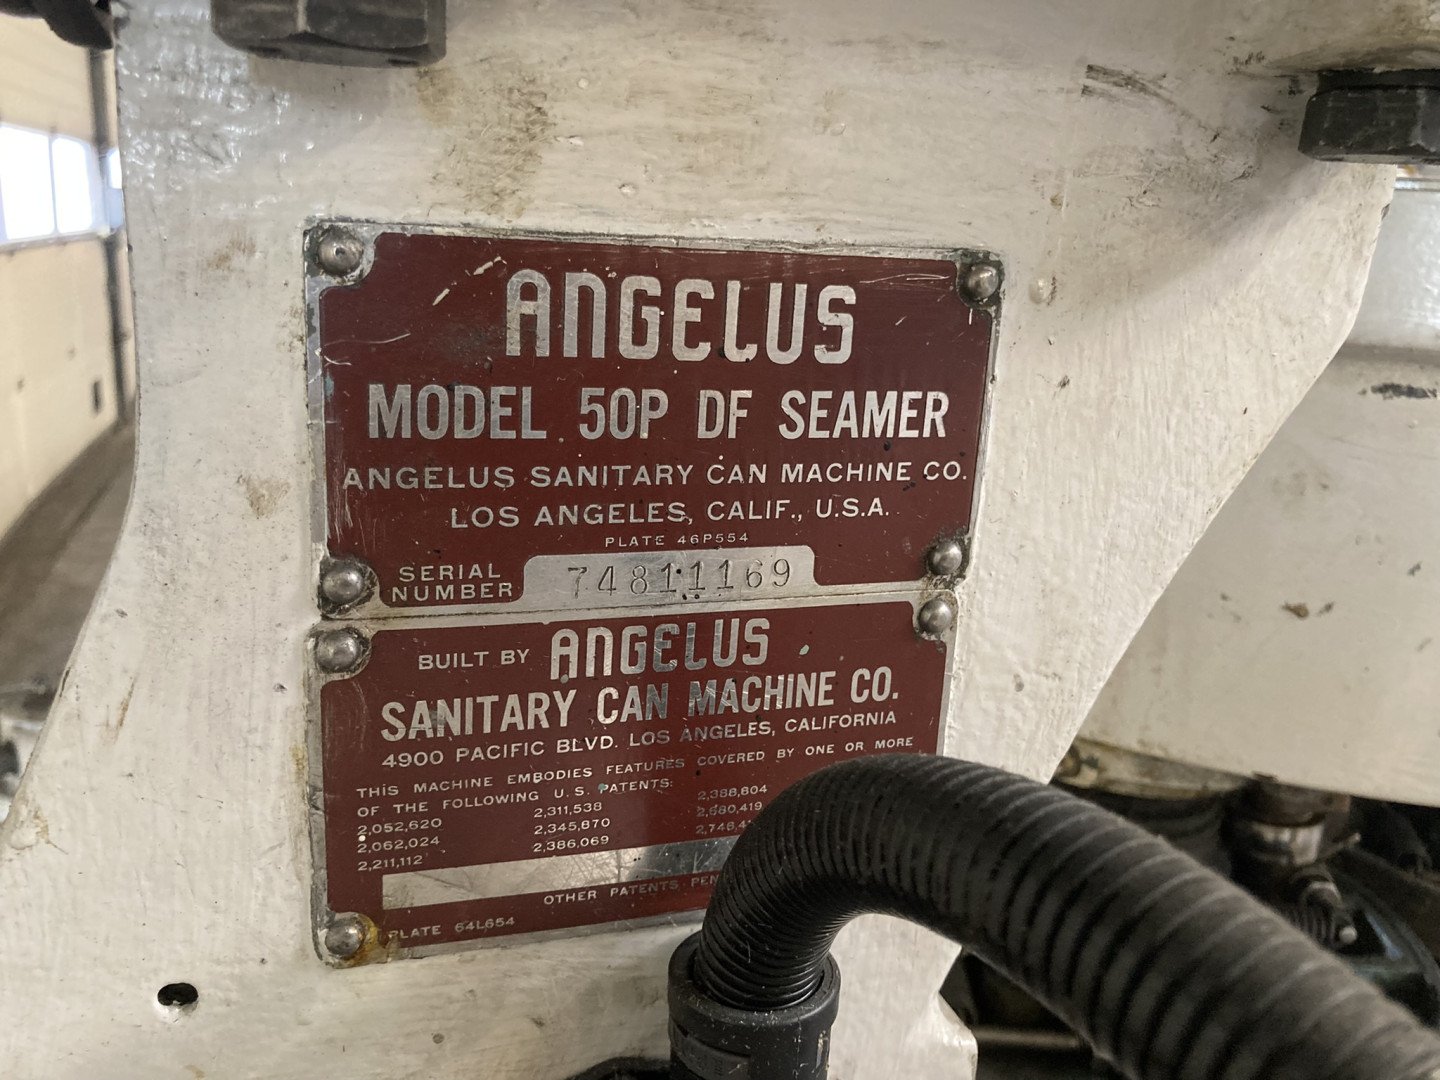 ANGELUS
MODEL 50P DF SEAMER
ANGELUS SANITARY CAN MACHINE CO.
LOS ANGELES, CALIF., U.S.A.
PLATE 46P554
SERIAL NUMBER 74811169
BUILT BY ANGELUS
SANITARY CAN MACHINE CO.
4900 PACIFIC BLVD. LOS ANGELES, CALIFORNIA
THIS MACHINE EMBODIES FEATURES COVERED BY ONE OR MORE
OF THE FOLLOWING U.S. PATENTS:
2,052,620 2,311,538 2,388,804
2,062,024 2,345,870 2,680,419
2,211,112 2,386,069
OTHER PATENTS
PLATE 64L654